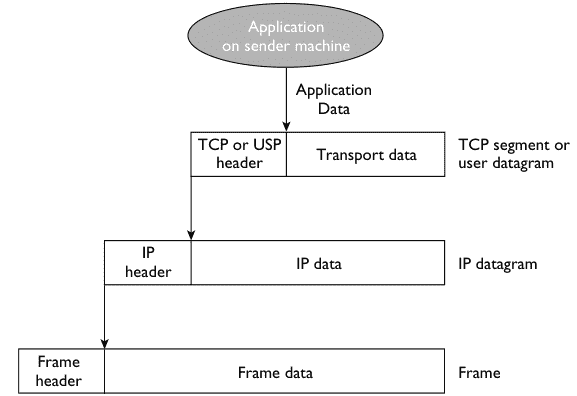 Application
on sender machine
Application
Data
TCP or USP
header
Transport data
TCP segment or
user datagram
IP
header
IP data
IP datagram
Frame
header
Frame data
Frame